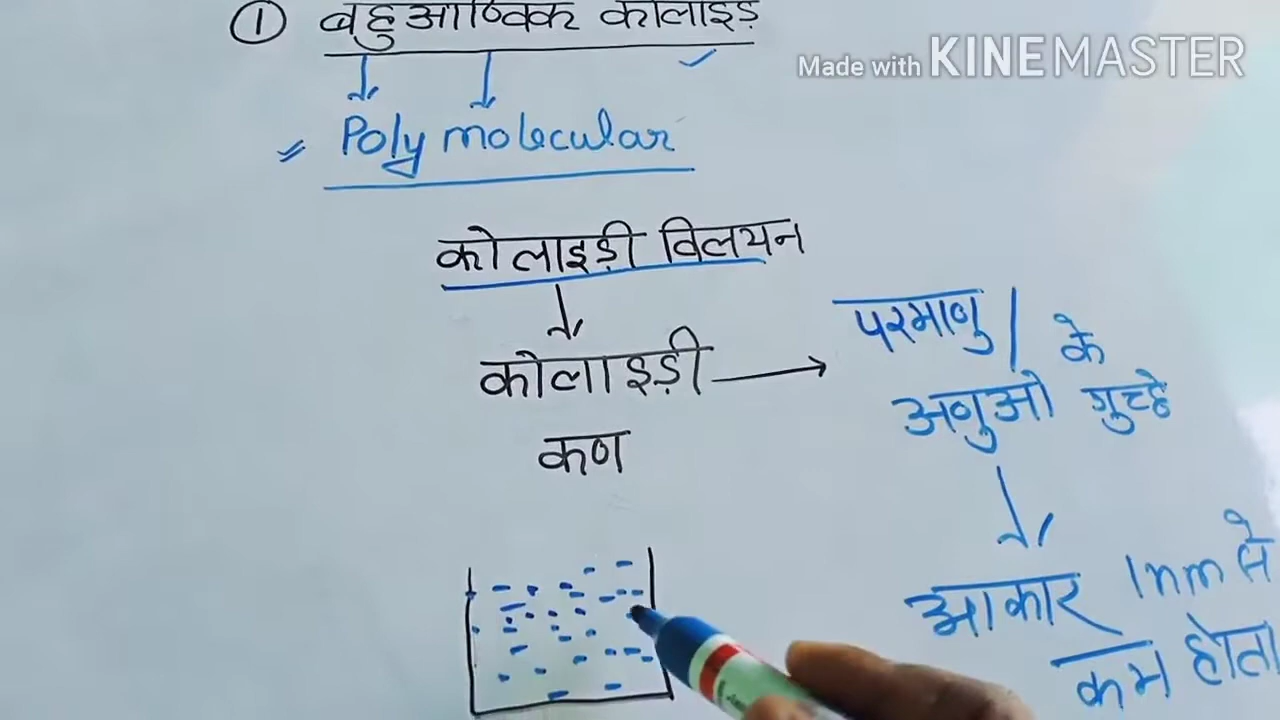 ① बहुआण्विक कोलाइड़
Made with KINEMASTER
Poly molecular
कोलाइड़ी विलयन
कोलाइड़ी
कण
परमाणु/
अणुओ के गुच्छे
आकार 1nm से
कम होता